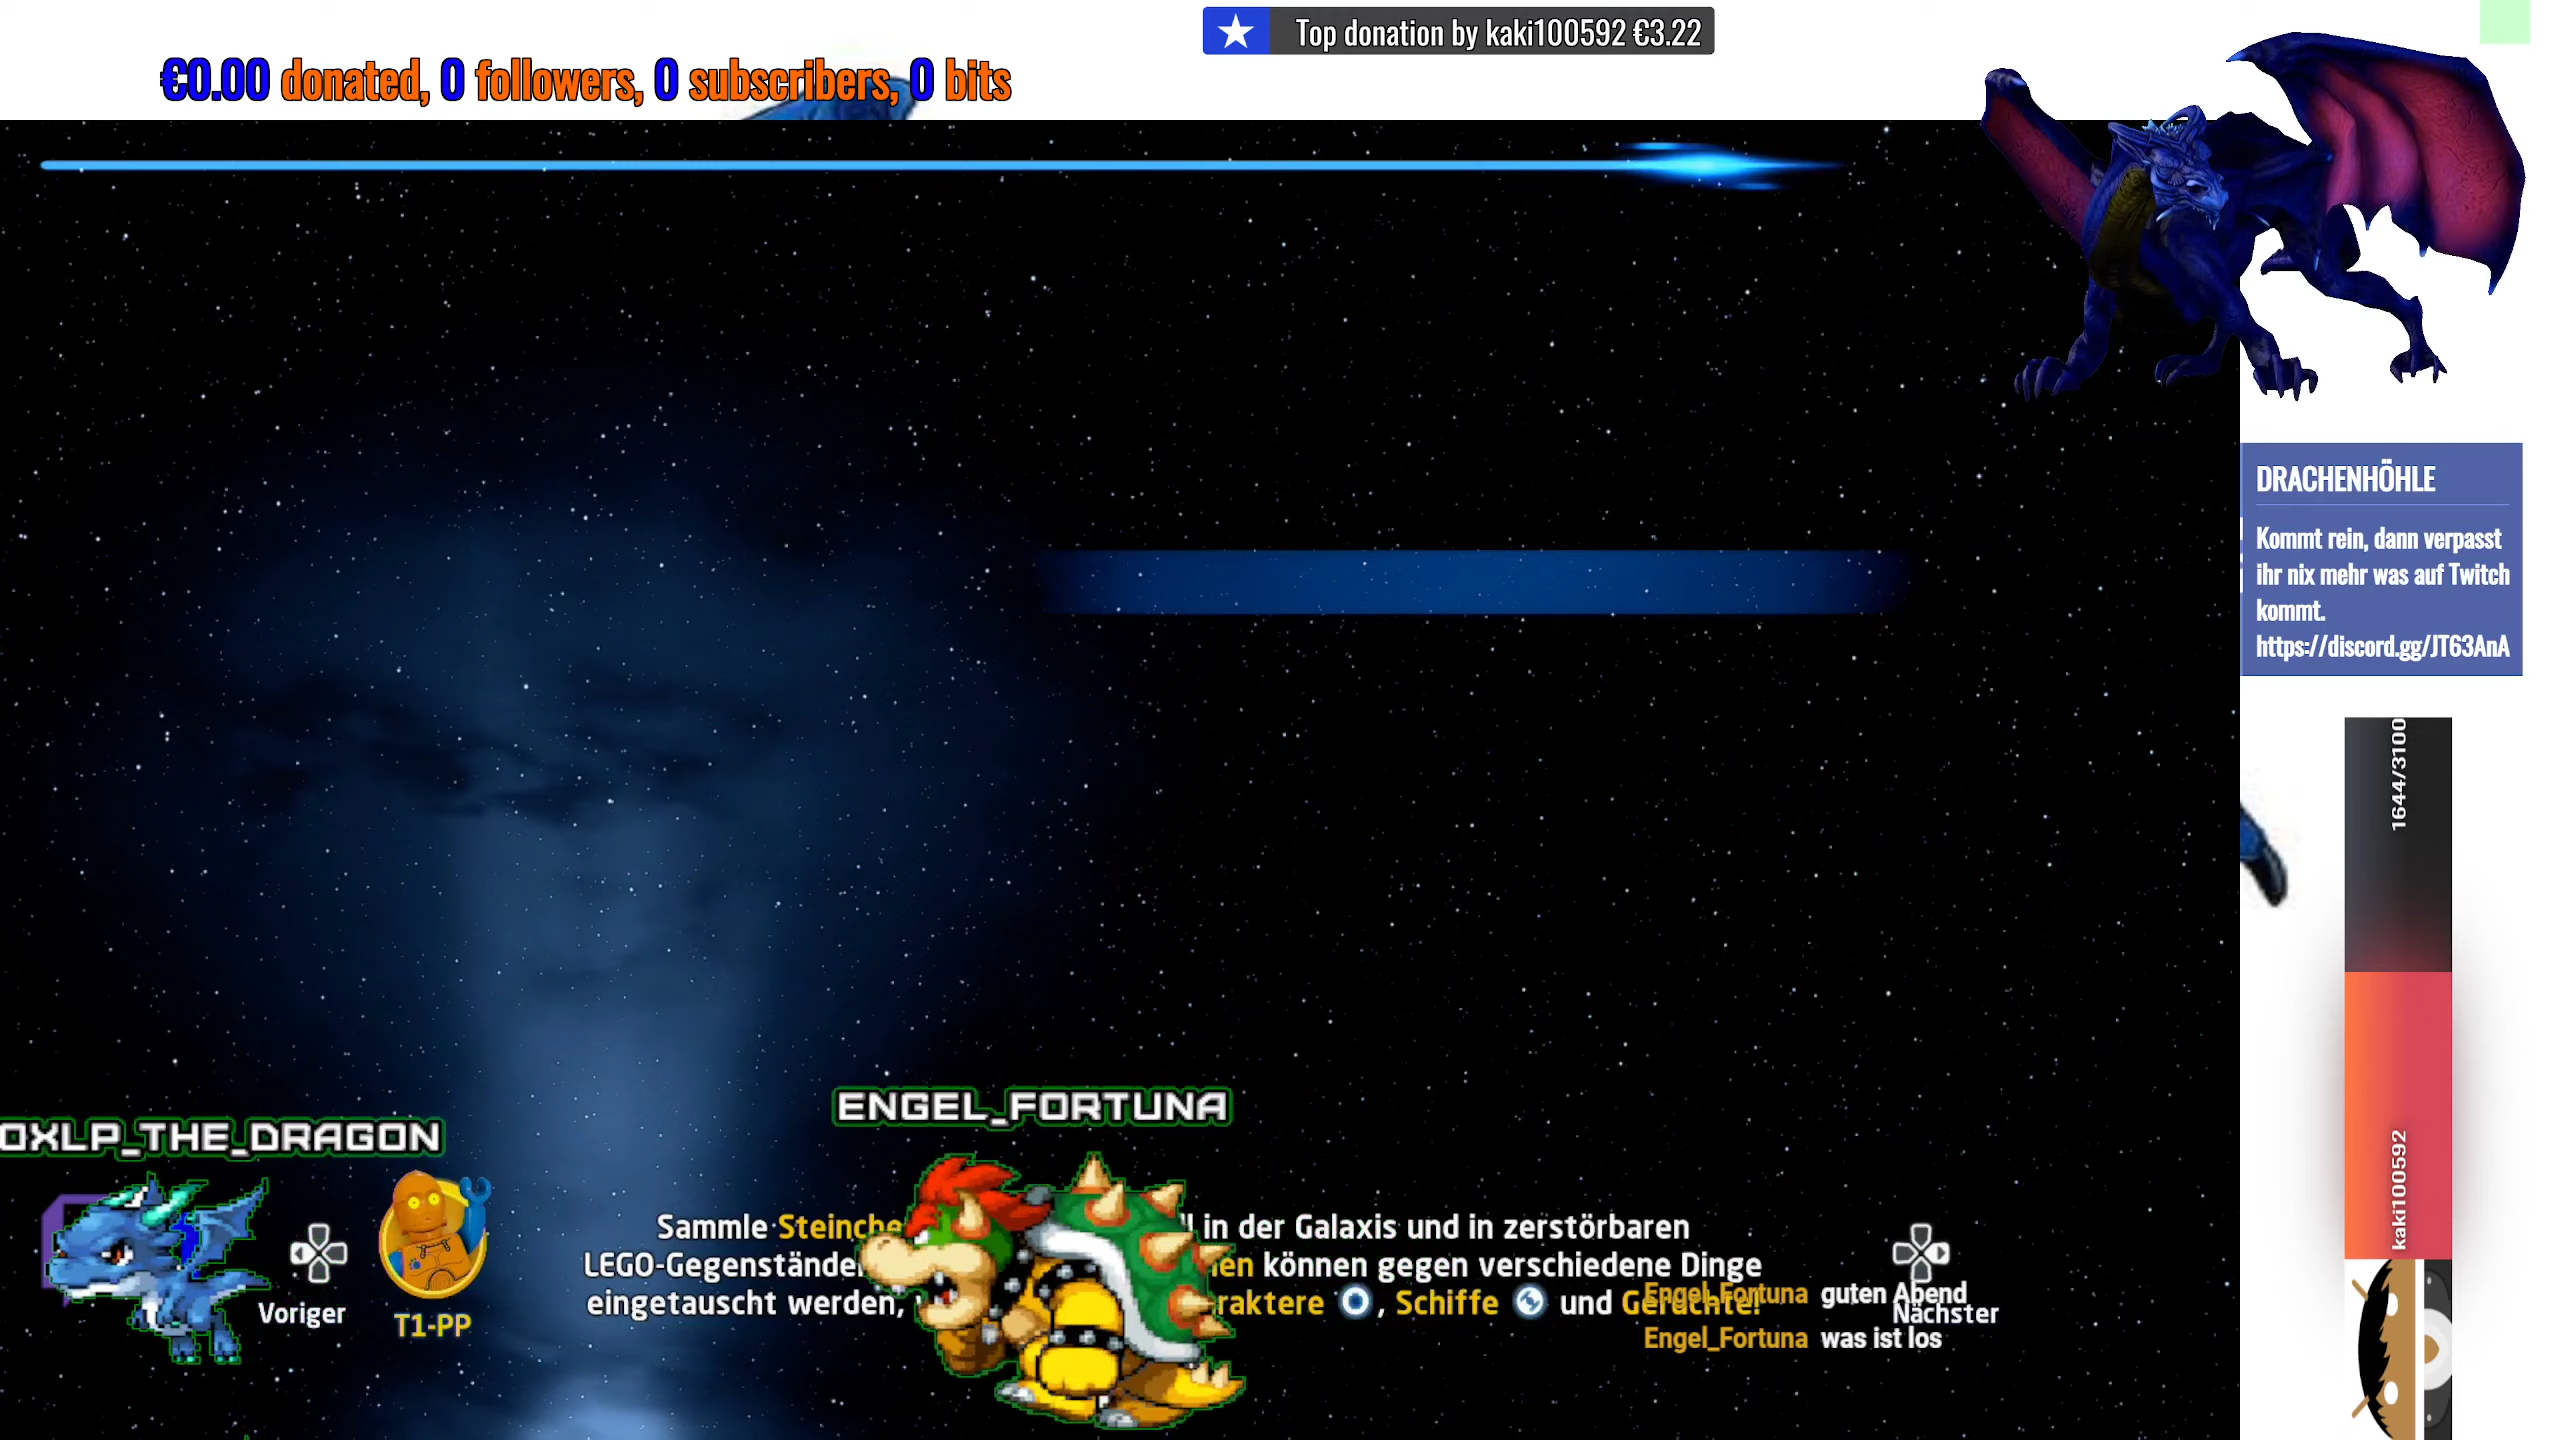 Top donation by kaki100592 €3.22
€0.00 donated, 0 followers, 0 subscribers, 0 bits
DRACHENHÖHLE
Kommt rein, dann verpasst
ihr nix mehr was auf Twitch
kommt.
https://discord.gg/JT63AnA
1644/3100
kaki100592
ENGEL_FORTUNA
OXLP_THE_DRAGON
Voriger
T1-PP
Sammle Steinche in der Galaxis und in zerstörbaren
LEGO-Gegenstände können gegen verschiedene Dinge
eingetauscht werden, raktere , Schiffe und Gerüchte!
Nächster
Engel_Fortuna guten Abend
Engel_Fortuna was ist los